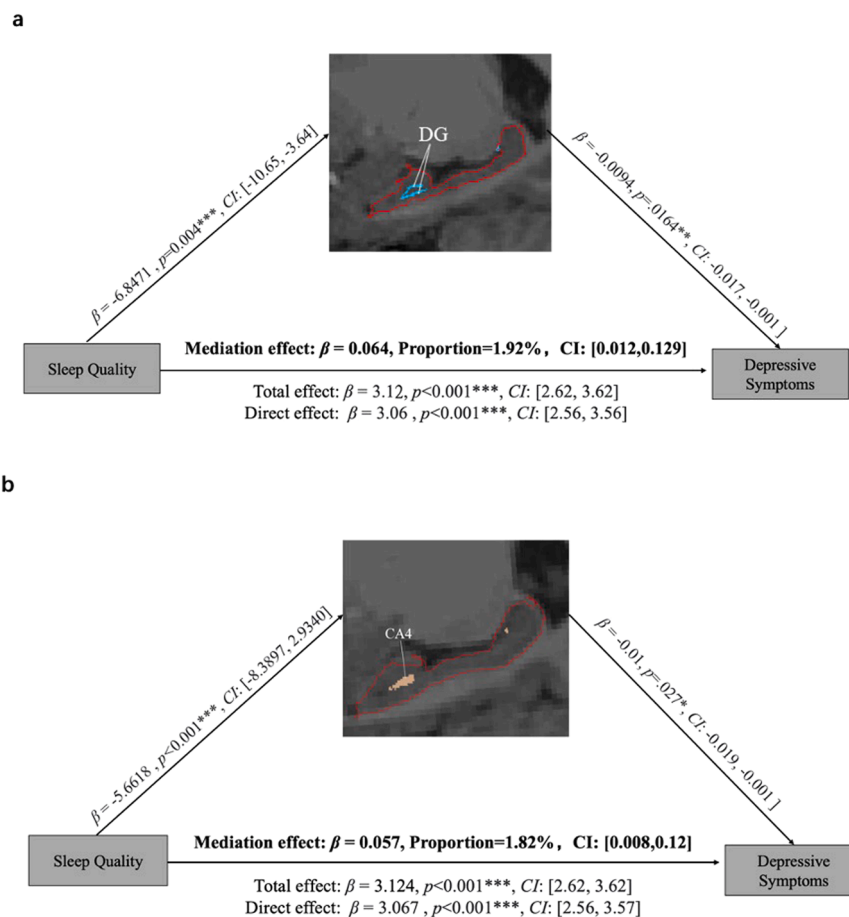 a
DG
β = -6.8471 , p=0.004***, CI: [-10.65, -3.64]
β = -0.0094, p=.0164**, CI: -0.017, -0.001 ]
Mediation effect: β = 0.064, Proportion=1.92%, CI: [0.012,0.129]
Sleep Quality
Depressive
Symptoms
Total effect: β = 3.12, p<0.001***, CI: [2.62, 3.62]
Direct effect: β = 3.06 , p<0.001***, CI: [2.56, 3.56]
b
CA4
β = -5.6618 , p<0.001***, CI: [-8.3897, 2.9340]
β = -0.01, p=.027*, CI: -0.019, -0.001 ]
Mediation effect: β = 0.057, Proportion=1.82%, CI: [0.008,0.12]
Sleep Quality
Depressive
Symptoms
Total effect: β = 3.124, p<0.001***, CI: [2.62, 3.62]
Direct effect: β = 3.067 , p<0.001***, CI: [2.56, 3.57]